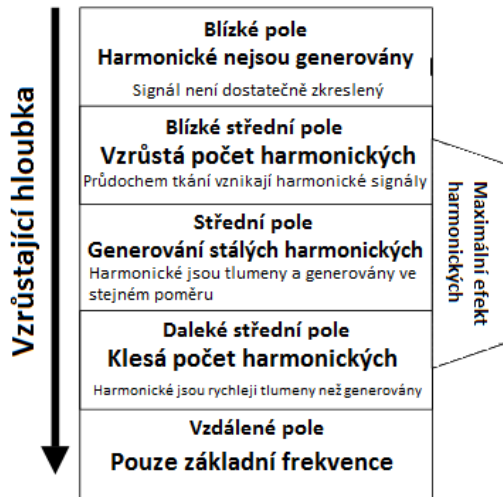 Vzrůstající hloubka
Blízké pole
Harmonické nejsou generovány
Signál není dostatečně zkreslený
Blízké střední pole
Vzrůstá počet harmonických
Průdochem tkání vznikají harmonické signály
Střední pole
Generování stálých harmonických
Harmonické jsou tlumeny a generovány ve
stejném poměru
Daleké střední pole
Klesá počet harmonických
Harmonické jsou rychleji tlumeny než generovány
Vzdálené pole
Pouze základní frekvence
Maximální efekt
harmonických